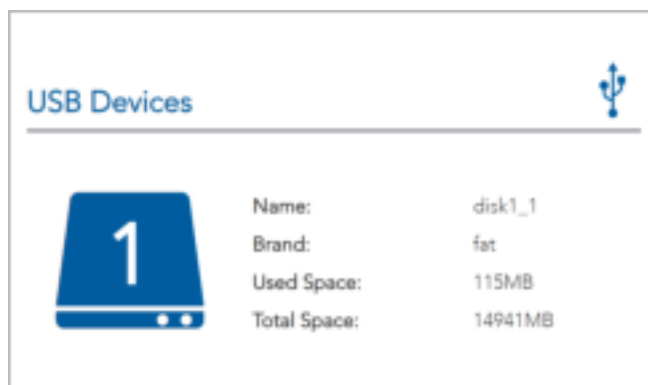 USB Devices
1
Name: disk1_1
Brand: fat
Used Space: 115MB
Total Space: 14941MB